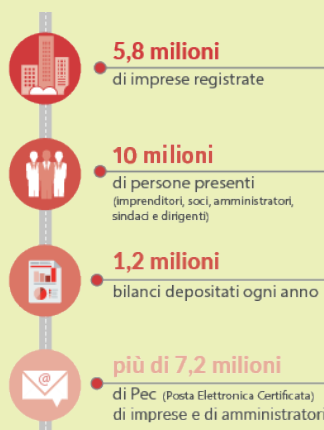 5,8 milioni
di imprese registrate
10 milioni
di persone presenti
(imprenditori, soci, amministratori,
sindaci e dirigenti)
1,2 milioni
bilanci depositati ogni anno
@
più di 7,2 milioni
di Pec (Posta Elettronica Certificata)
di imprese e di amministratori